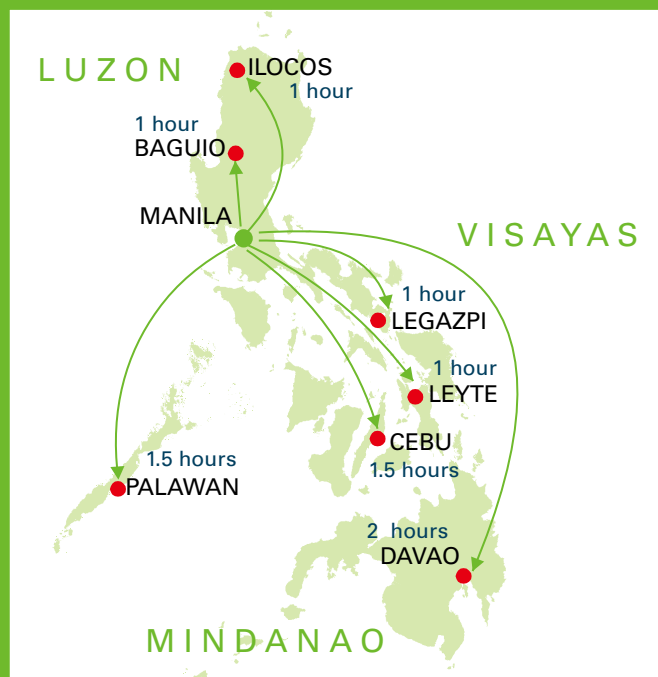 LUZON
ILOCOS
1 hour
1 hour
BAGUIO
MANILA
VISAYAS
1 hour
LEGAZPI
1 hour
LEYTE
CEBU
1.5 hours
1.5 hours
PALAWAN
2 hours
DAVAO
MINDANAO